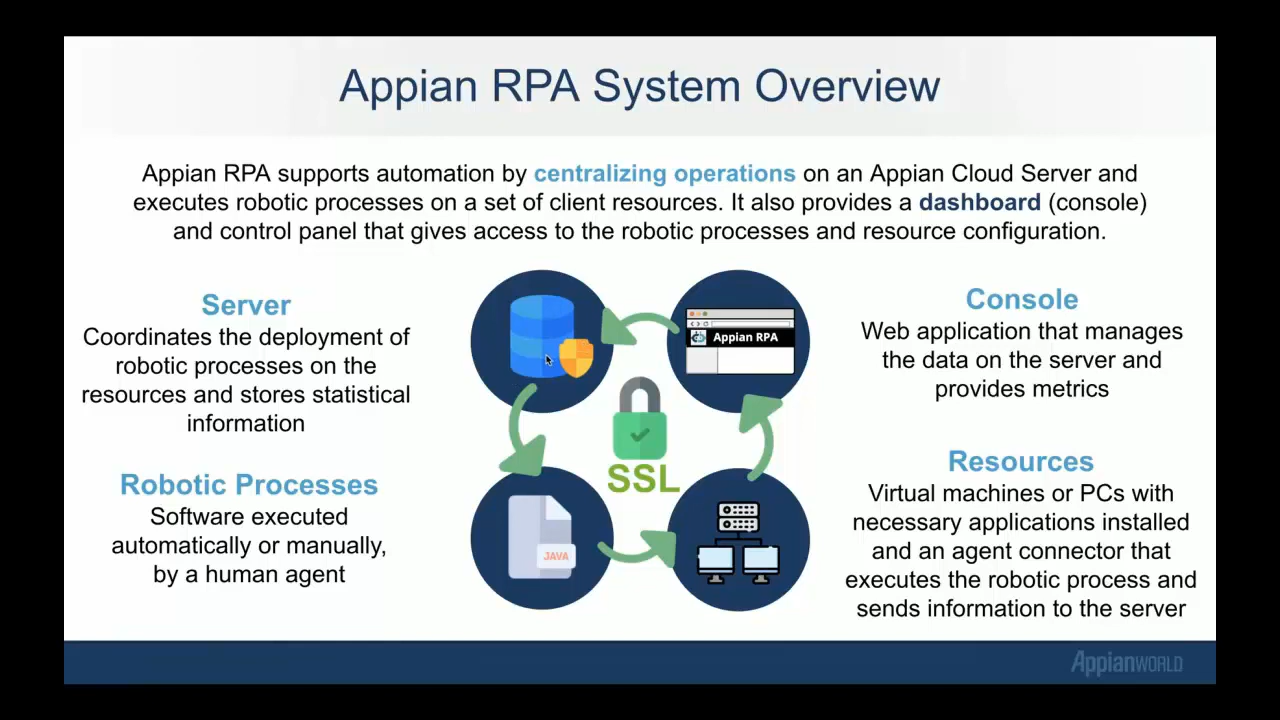 Appian RPA System Overview
Appian RPA supports automation by centralizing operations on an Appian Cloud Server and
executes robotic processes on a set of client resources. It also provides a dashboard (console)
and control panel that gives access to the robotic processes and resource configuration.
Server
Coordinates the deployment of
robotic processes on the
resources and stores statistical
information
Robotic Processes
Software executed
automatically or manually,
by a human agent
Appian RPA
SSL
JAVA
Console
Web application that manages
the data on the server and
provides metrics
Resources
Virtual machines or PCs with
necessary applications installed
and an agent connector that
executes the robotic process and
sends information to the server
AppianWORLD